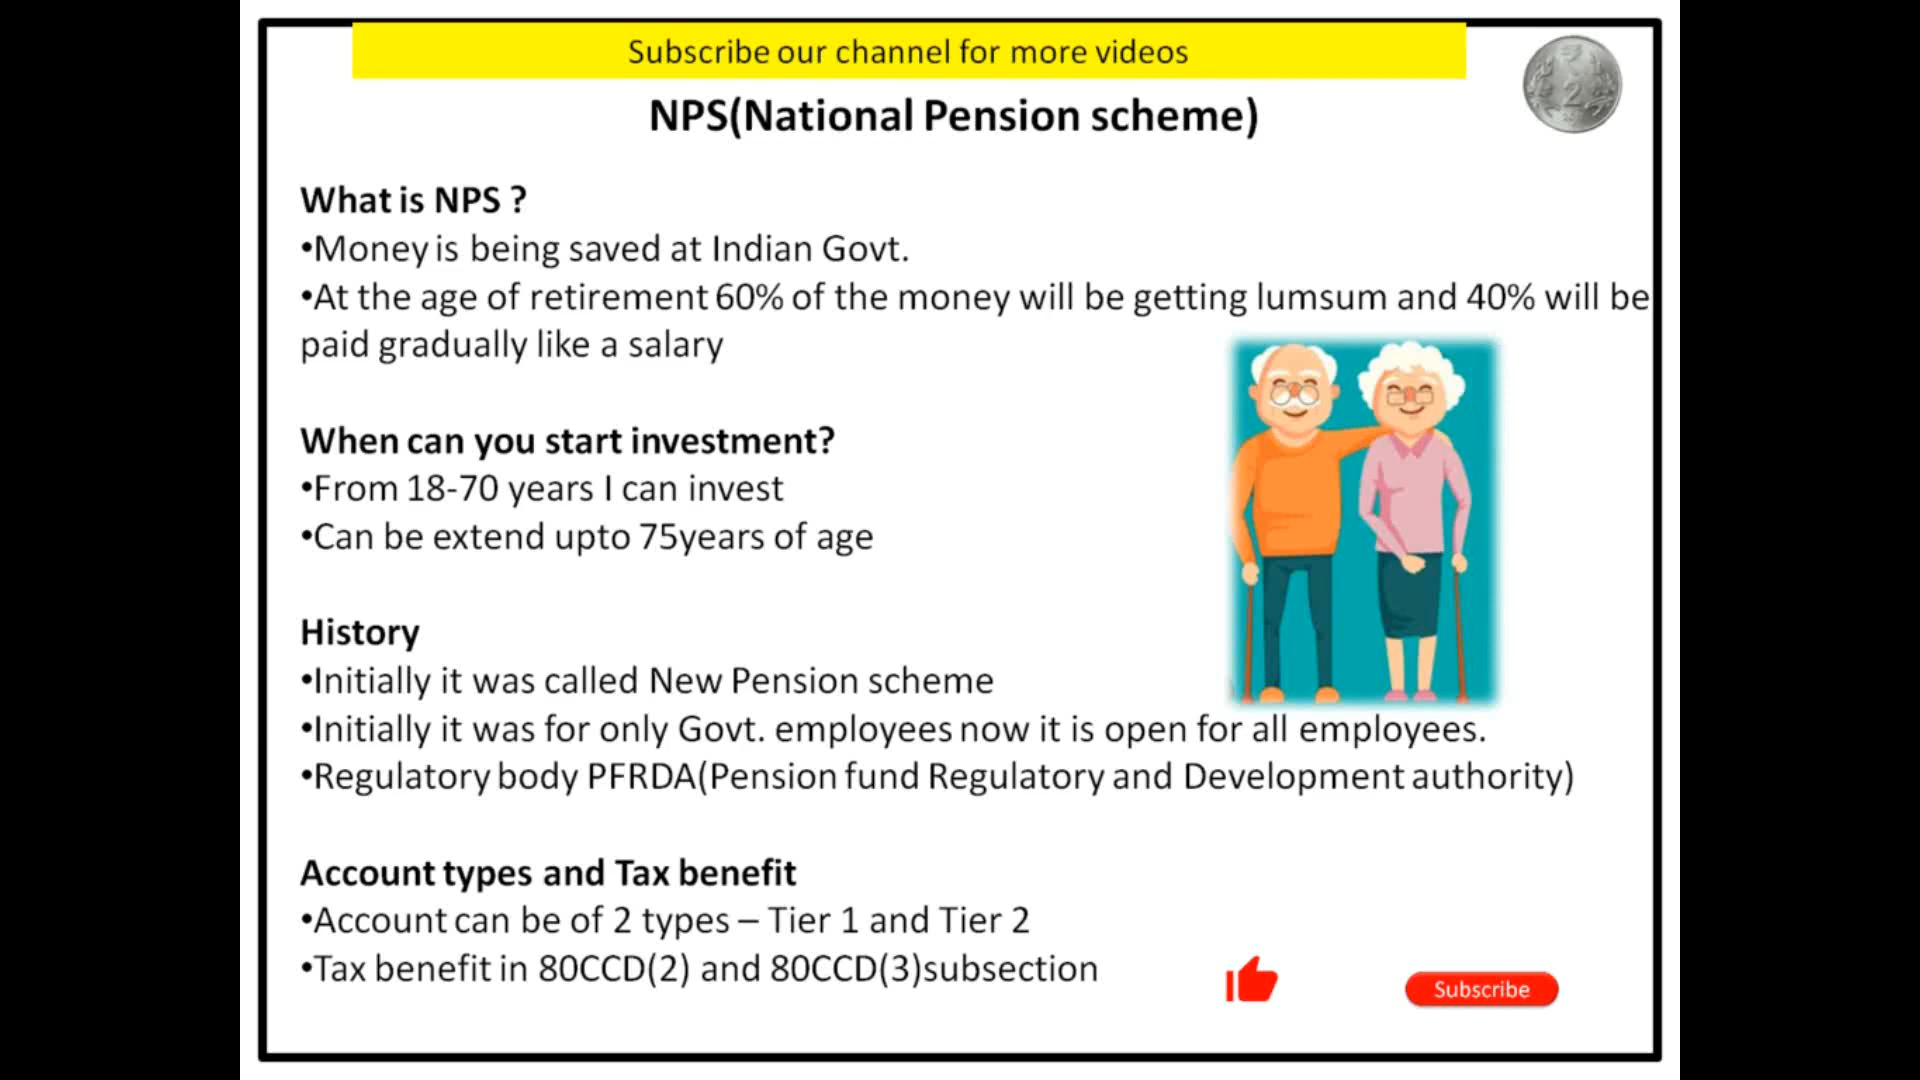 Subscribe our channel for more videos
NPS(National Pension scheme)
₹
2
What is NPS ?
•Money is being saved at Indian Govt.
•At the age of retirement 60% of the money will be getting lumsum and 40% will be
paid gradually like a salary
When can you start investment?
•From 18-70 years I can invest
•Can be extend upto 75years of age
History
•Initially it was called New Pension scheme
•Initially it was for only Govt. employees now it is open for all employees.
•Regulatory body PFRDA(Pension fund Regulatory and Development authority)
Account types and Tax benefit
•Account can be of 2 types – Tier 1 and Tier 2
•Tax benefit in 80CCD(2) and 80CCD(3)subsection
Subscribe